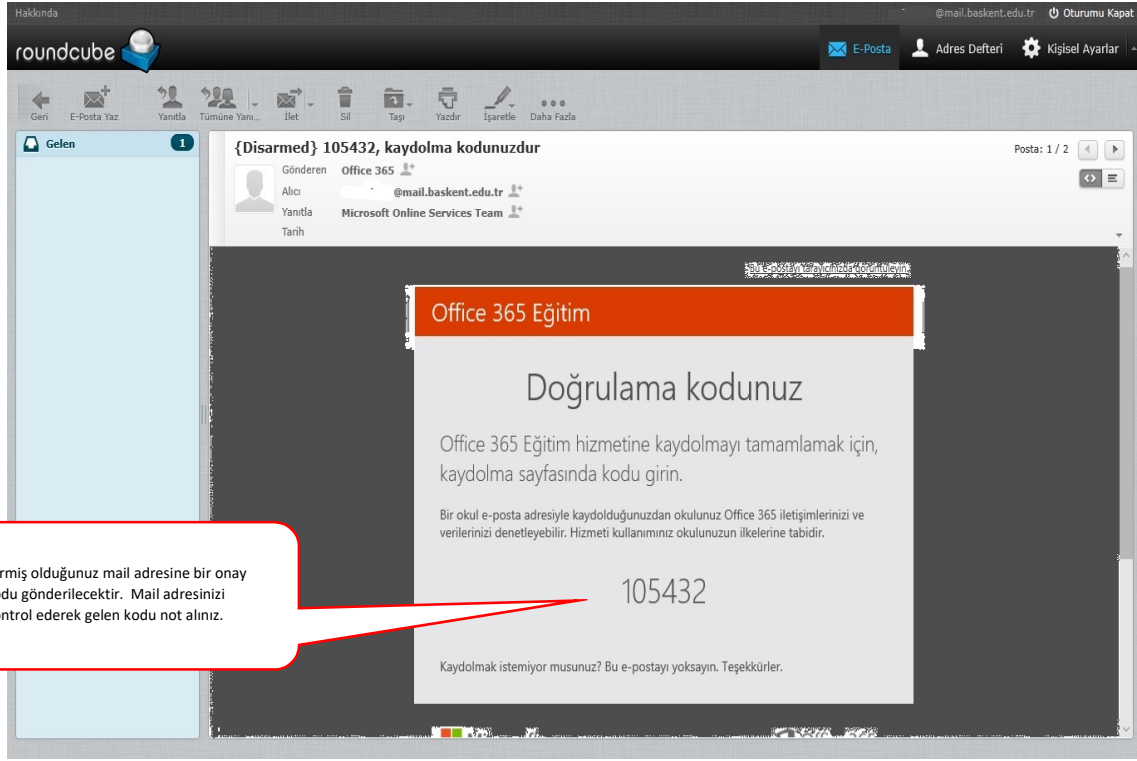 Hakkında
@mail.baskent.edu.tr Oturumu Kapat
roundcube
E-Posta Adres Defteri Kişisel Ayarlar
Geri E-Posta Yaz Yanıtla Tümüne Yanı... İlet Sil Taşı Yazdır İşaretle Daha Fazla
Gelen 1
{Disarmed} 105432, kaydolma kodunuzdur
Posta: 1 / 2
Gönderen Office 365
Alıcı @mail.baskent.edu.tr
Yanıtla Microsoft Online Services Team
Tarih
Bu e-postayı tarayıcınızda görüntüleyin.
Office 365 Eğitim
Doğrulama kodunuz
Office 365 Eğitim hizmetine kaydolmayı tamamlamak için,
kaydolma sayfasında kodu girin.
Bir okul e-posta adresiyle kaydolduğunuzdan okulunuz Office 365 iletişimlerinizi ve
verilerinizi denetleyebilir. Hizmeti kullanımınız okulunuzun ilkelerine tabidir.
105432
Kaydolmak istemiyor musunuz? Bu e-postayı yoksayın. Teşekkürler.
rmiş olduğunuz mail adresine bir onay
du gönderilecektir. Mail adresinizi
ontrol ederek gelen kodu not alınız.